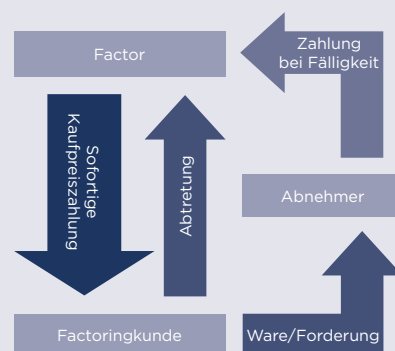 Factor
Zahlung
bei Fälligkeit
Sofortige
Kaufpreiszahlung
Abtretung
Abnehmer
Factoringkunde
Ware/Forderung